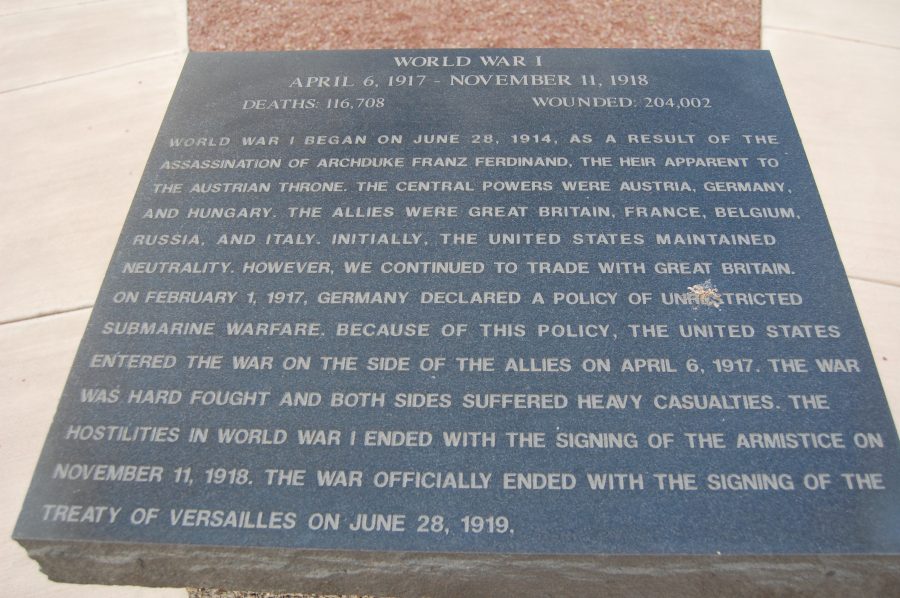 WORLD WAR I
APRIL 6, 1917 - NOVEMBER 11, 1918
DEATHS: 116,708 WOUNDED: 204,002
WORLD WAR I BEGAN ON JUNE 28, 1914, AS A RESULT OF THE
ASSASSINATION OF ARCHDUKE FRANZ FERDINAND, THE HEIR APPARENT TO
THE AUSTRIAN THRONE. THE CENTRAL POWERS WERE AUSTRIA, GERMANY,
AND HUNGARY. THE ALLIES WERE GREAT BRITAIN, FRANCE, BELGIUM,
RUSSIA, AND ITALY. INITIALLY, THE UNITED STATES MAINTAINED
NEUTRALITY. HOWEVER, WE CONTINUED TO TRADE WITH GREAT BRITAIN.
ON FEBRUARY 1, 1917, GERMANY DECLARED A POLICY OF UNRESTRICTED
SUBMARINE WARFARE. BECAUSE OF THIS POLICY, THE UNITED STATES
ENTERED THE WAR ON THE SIDE OF THE ALLIES ON APRIL 6, 1917. THE WAR
WAS HARD FOUGHT AND BOTH SIDES SUFFERED HEAVY CASUALTIES. THE
HOSTILITIES IN WORLD WAR I ENDED WITH THE SIGNING OF THE ARMISTICE ON
NOVEMBER 11, 1918. THE WAR OFFICIALLY ENDED WITH THE SIGNING OF THE
TREATY OF VERSAILLES ON JUNE 28, 1919.